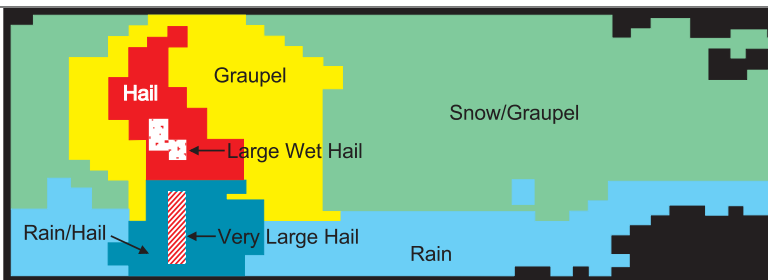 Graupel
Hail
Snow/Graupel
Large Wet Hail
Rain/Hail
Very Large Hail
Rain